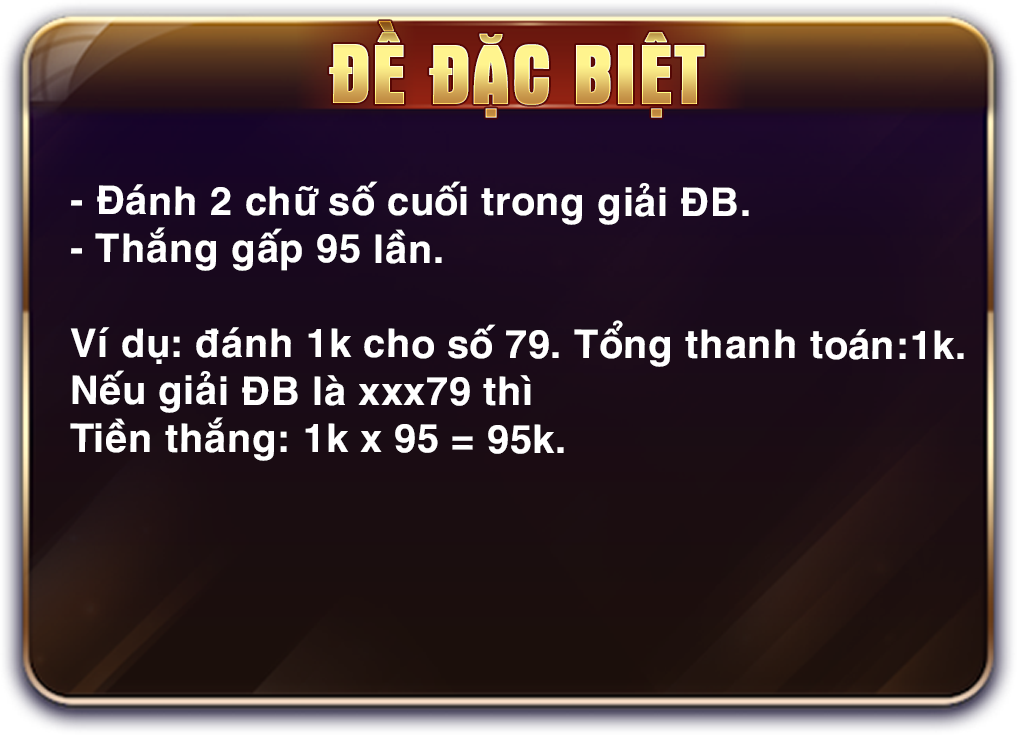 ĐỀ ĐẶC BIỆT
- Đánh 2 chữ số cuối trong giải ĐB.
- Thắng gấp 95 lần.
Ví dụ: đánh 1k cho số 79. Tổng thanh toán:1k.
Nếu giải ĐB là xxx79 thì
Tiền thắng: 1k x 95 = 95k.